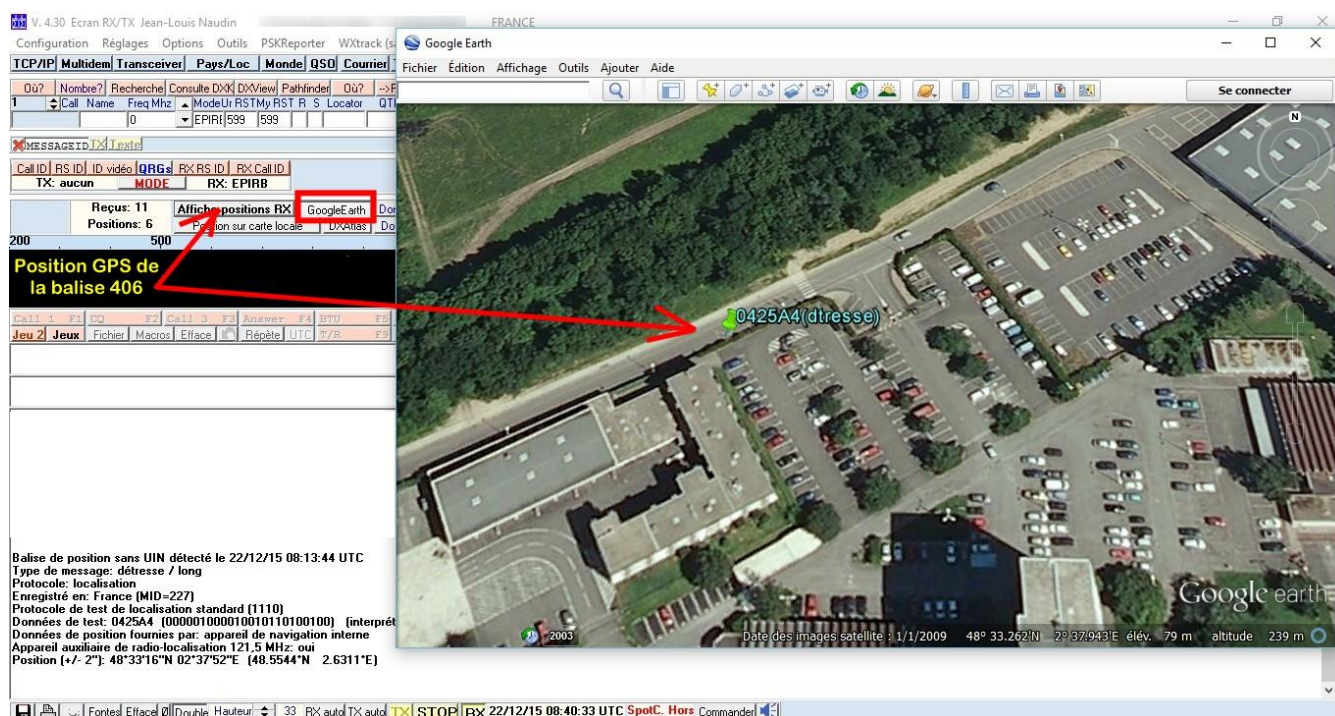 V. 4.30 Ecran RX/TX Jean-Louis Naudin FRANCE
Configuration Réglages Options Outils PSKReporter WXtrack (sa
TCP/IP Multidem Transceiver Pays/Loc Monde QSO Courrier
Où? Nombre? Recherche Consulte DXK DXView Pathfinder Où?
1 Call Name Freq Mhz Mode Ur RST My RST R S Locator
0 EPIRE 599 599
MESSAGEID TX Texte
Call ID RS ID ID vidéo QRGs RX RS ID RX Call ID
TX: aucun MODE RX: EPIRB
Reçus: 11 Affiche positions RX GoogleEarth
Positions: 6 Position sur carte locale DXAtlas
200 500
Position GPS de
la balise 406
Call 1 F1 CQ F2 Call 3 F3 Answer F4 BTU F5
Jeu 2 Jeux Fichier Macros Efface Répète UTC T/R F9
Balise de position sans UIN détecté le 22/12/15 08:13:44 UTC
Type de message: détresse / long
Protocole: localisation
Enregistré en: France (MID=227)
Protocole de test de localisation standard (1110)
Données de test: 0425A4 (000001000010010110100100) (interprét
Données de position fournies par: appareil de navigation interne
Appareil auxiliaire de radio-localisation 121,5 MHz: oui
Position (+/- 2"): 48°33'16"N 02°37'52"E (48.5544°N 2.6311°E)
Fontes Efface Double Hauteur 33 RX auto TX auto TX STOP RX 22/12/15 08:40:33 UTC SpotC. Hors Commander
Google Earth
Fichier Édition Affichage Outils Ajouter Aide
Se connecter
N
0425A4(dtresse)
Google earth
2003 Date des images satellite : 1/1/2009 48° 33.262'N 2° 37.943'E élév. 79 m altitude 239 m